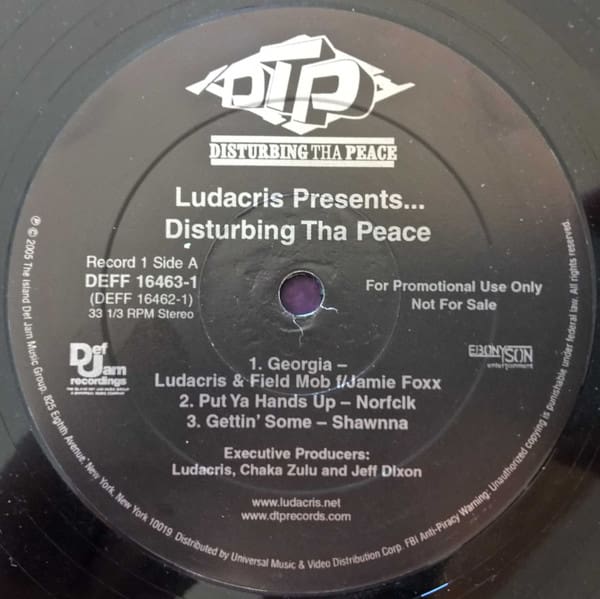 DTP
DISTURBING THA PEACE
Ludacris Presents...
Disturbing Tha Peace
Record 1 Side A
DEFF 16463-1
(DEFF 16462-1)
33 1/3 RPM Stereo
For Promotional Use Only
Not For Sale
1. Georgia –
Ludacris & Field Mob f/Jamie Foxx
2. Put Ya Hands Up – Norfclk
3. Gettin' Some – Shawnna
Def Jam
recordings
EBONY SON
entertainment
Executive Producers:
Ludacris, Chaka Zulu and Jeff DIxon
www.ludacris.net
www.dtprecords.com
℗ © 2005 The Island Def Jam Music Group, 825 Eighth Avenue, New York, New York 10019. Distributed by Universal Music & Video Distribution Corp. FBI Anti-Piracy Warning: Unauthorized copying is punishable under federal law. All rights reserved.